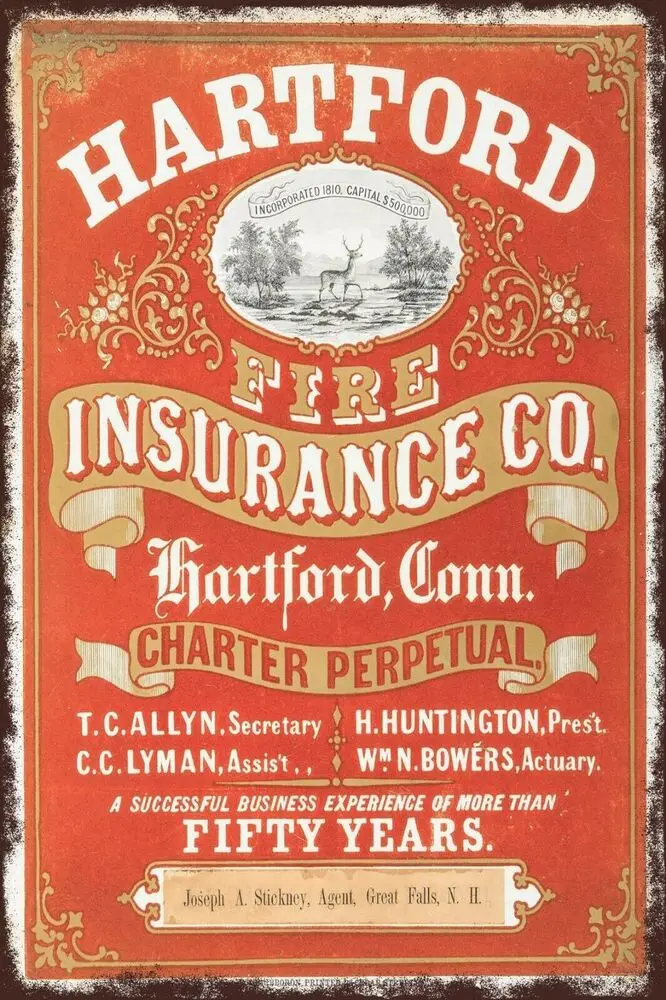 HARTFORD
INCORPORATED 1810. CAPITAL $500,000
FIRE
INSURANCE CO.
Hartford, Conn.
CHARTER PERPETUAL.
T.C. ALLYN, Secretary H. HUNTINGTON, Pres't.
C.C. LYMAN, Assis't ,, WM N. BOWERS, Actuary.
A SUCCESSFUL BUSINESS EXPERIENCE OF MORE THAN
FIFTY YEARS.
Joseph A. Stickney, Agent, Great Falls, N. H.